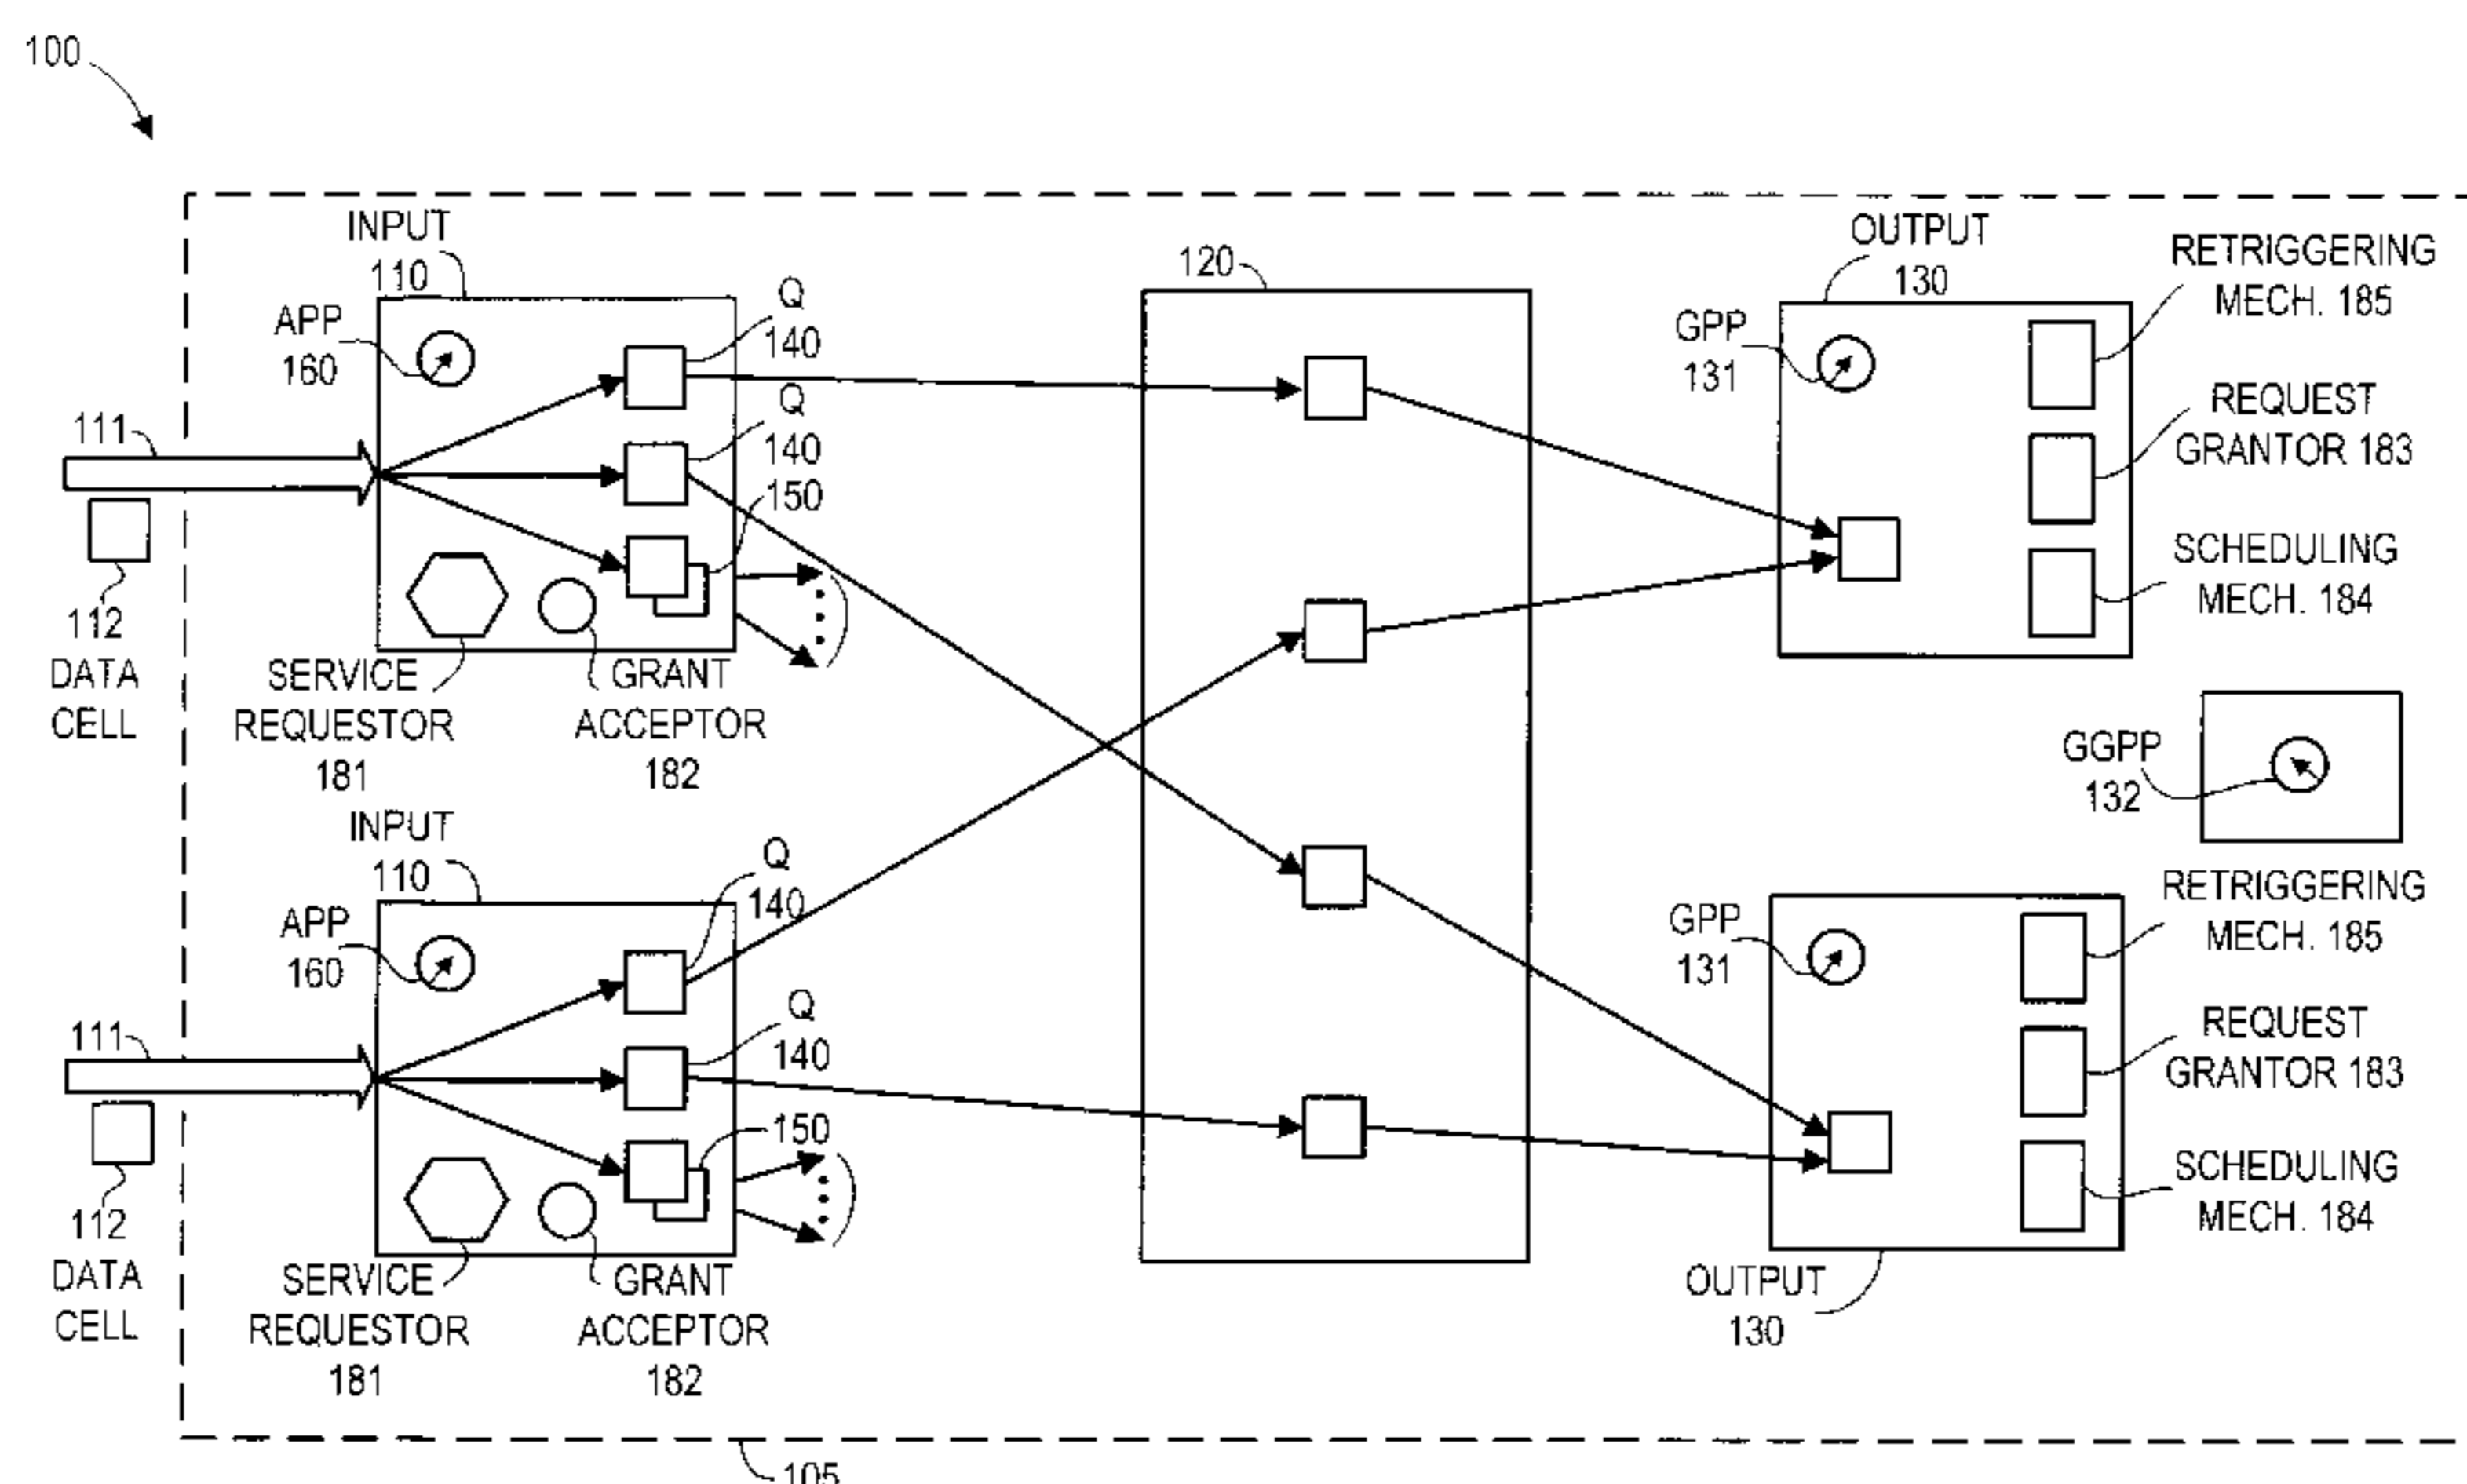 100
INPUT
110
APP
160
Q
140
Q
140
150
111
112
DATA
CELL
SERVICE
REQUESTOR
181
GRANT
ACCEPTOR
182
120
OUTPUT
130
GPP
131
RETRIGGERING
MECH. 185
REQUEST
GRANTOR 183
SCHEDULING
MECH. 184
GGPP
132
INPUT
110
APP
160
Q
140
Q
140
150
111
112
DATA
CELL
SERVICE
REQUESTOR
181
GRANT
ACCEPTOR
182
GPP
131
RETRIGGERING
MECH. 185
REQUEST
GRANTOR 183
SCHEDULING
MECH. 184
OUTPUT
130
105